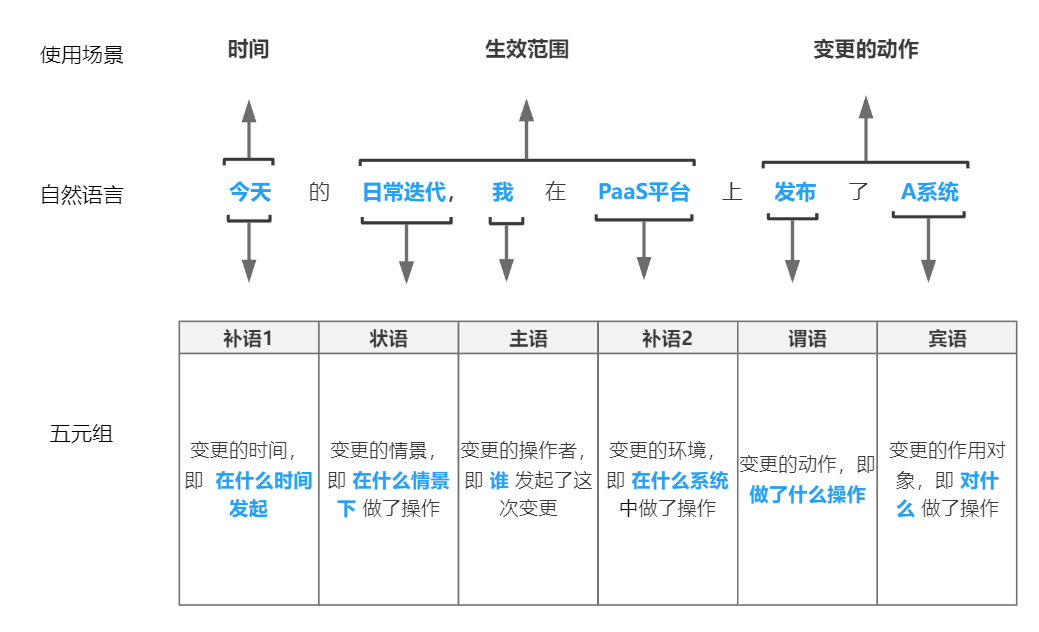 使用场景 时间 生效范围 变更的动作
自然语言 今天 的 日常迭代, 我 在 PaaS平台 上 发布 了 A系统
补语1 状语 主语 补语2 谓语 宾语
五元组
变更的时间,
即 在什么时间
发起
变更的情景,
即 在什么情景
下 做了操作
变更的操作者,
即 谁 发起了这
次变更
变更的环境,
即 在什么系统
中做了操作
变更的动作，即
做了什么操作
变更的作用对
象，即 对什
么 做了操作